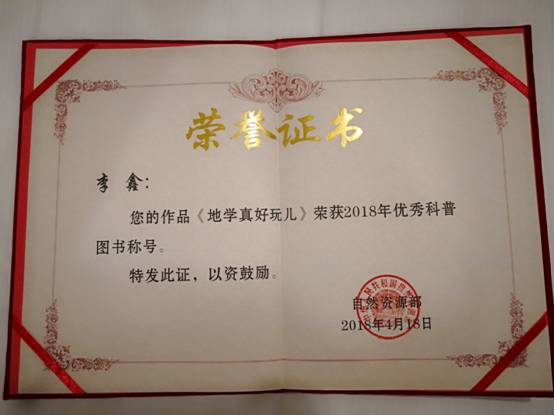 荣誉证书
李 鑫：
您的作品《地学真好玩儿》荣获2018年优秀科普
图书称号。
特发此证，以资鼓励。
自然资源部
2018年4月18日